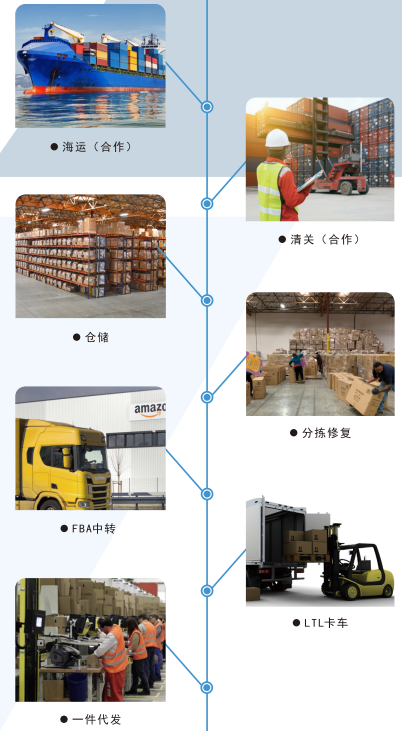 ● 海运（合作）
● 清关（合作）
● 仓储
● 分拣修复
amazo
● FBA中转
● LTL卡车
● 一件代发